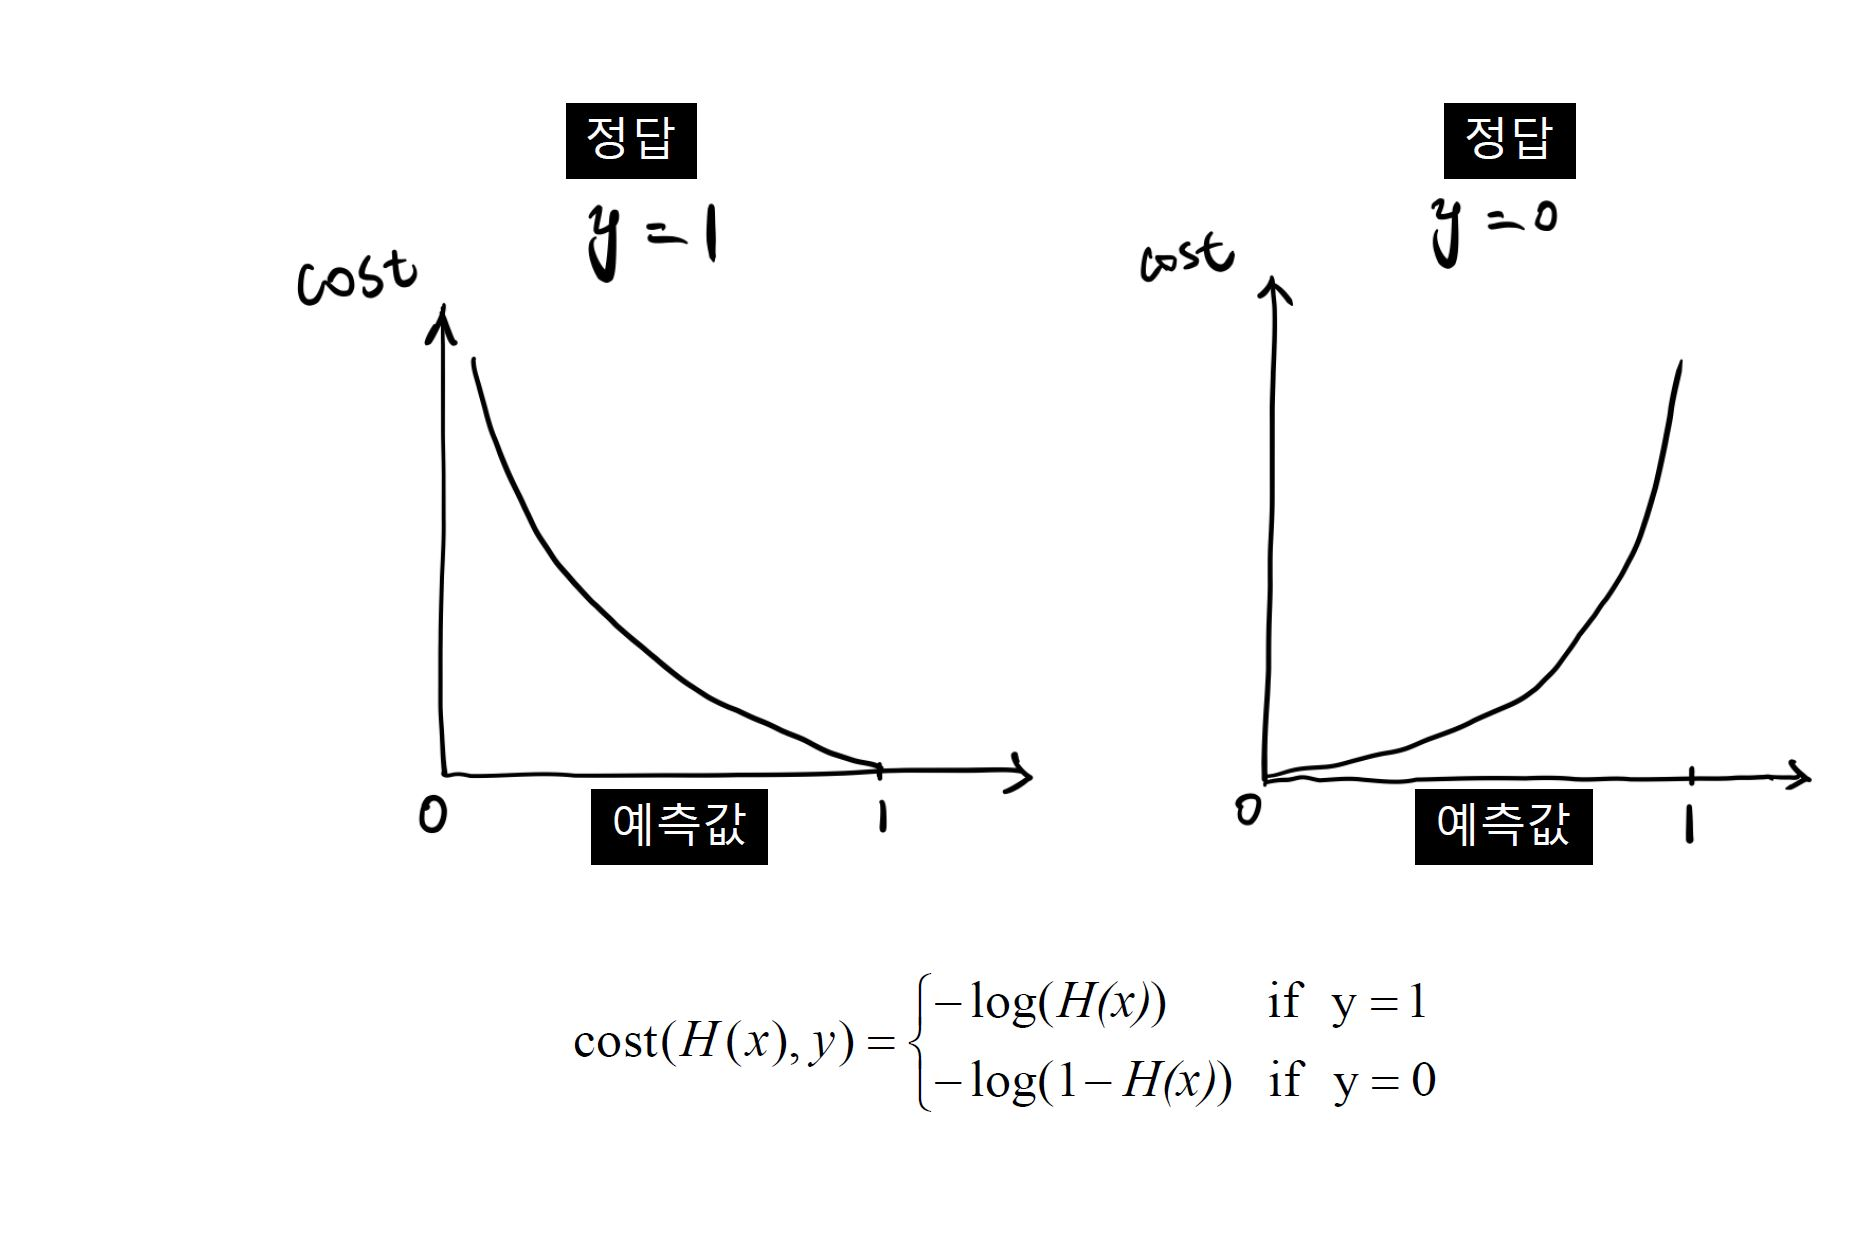 정답
y = 1
cost
0
예측값
1
정답
y = 0
cost
0
예측값
1
cost(H(x), y) = { −log(H(x)) if y = 1
−log(1− H(x)) if y = 0